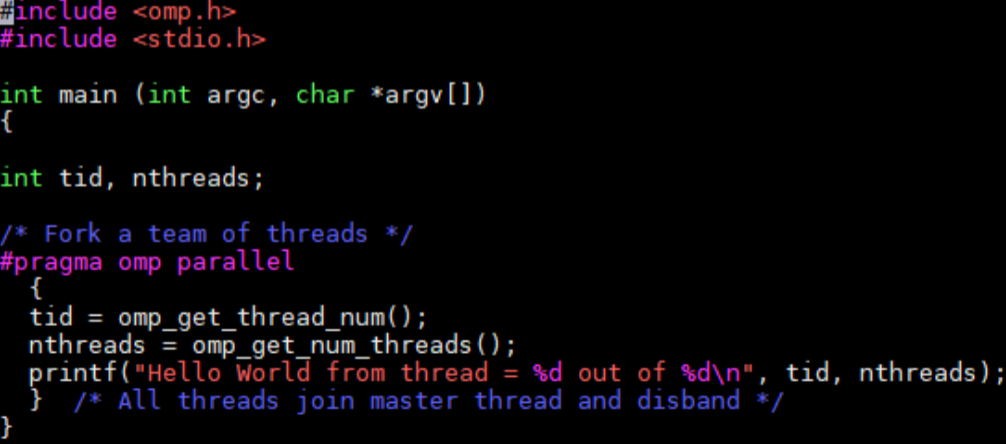 #include <omp.h>
#include <stdio.h>
int main (int argc, char *argv[])
{
int tid, nthreads;
/* Fork a team of threads */
#pragma omp parallel
  {
  tid = omp_get_thread_num();
  nthreads = omp_get_num_threads();
  printf("Hello World from thread = %d out of %d\n", tid, nthreads);
  }  /* All threads join master thread and disband */
}